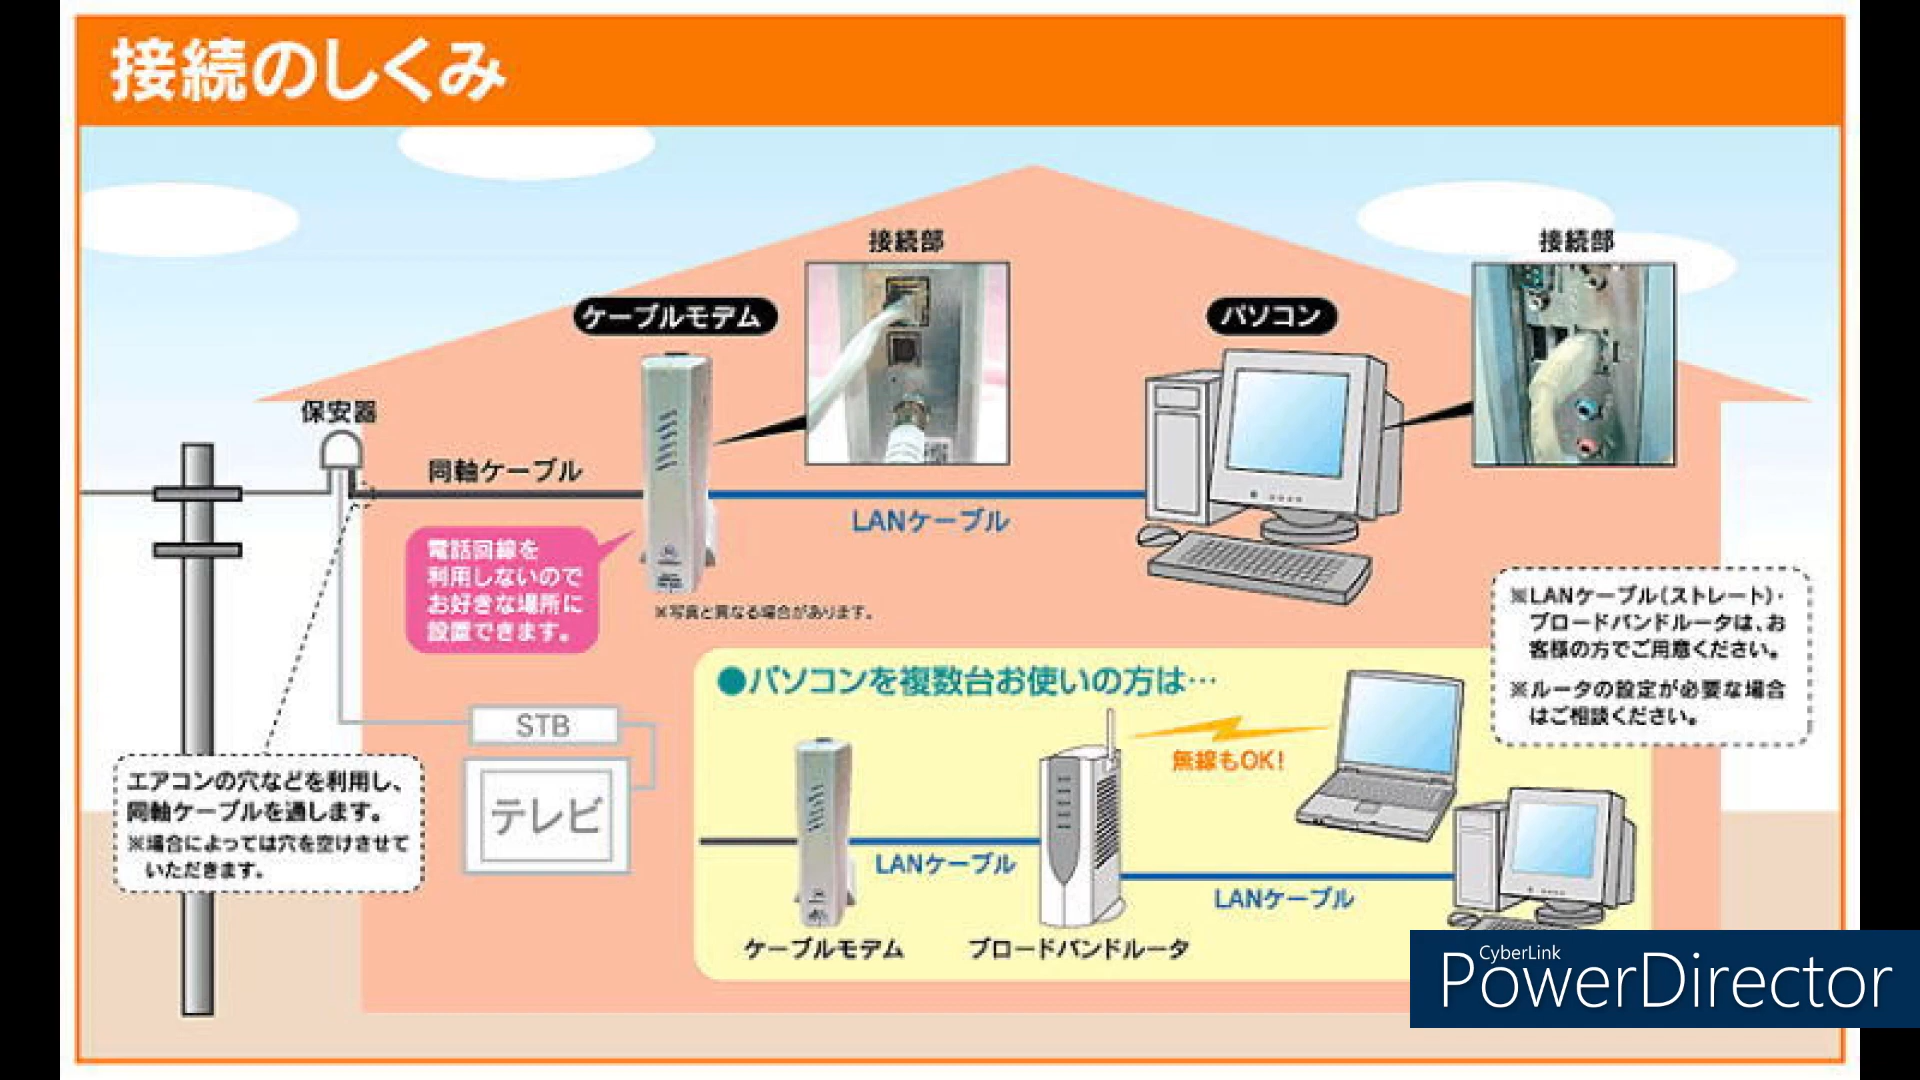 接続のしくみ
接続部
接続部
ケーブルモデム
パソコン
保安器
同軸ケーブル
LANケーブル
電話回線を
利用しないので
お好きな場所に
設置できます。
※写真と異なる場合があります。
※LANケーブル(ストレート)・
ブロードバンドルータは、お
客様の方でご用意ください。
※ルータの設定が必要な場合
はご相談ください。
●パソコンを複数台お使いの方は…
STB
テレビ
無線もOK!
エアコンの穴などを利用し、
同軸ケーブルを通します。
※場合によっては穴を空けさせて
いただきます。
LANケーブル
LANケーブル
ケーブルモデム
ブロードバンドルータ
CyberLink
PowerDirector